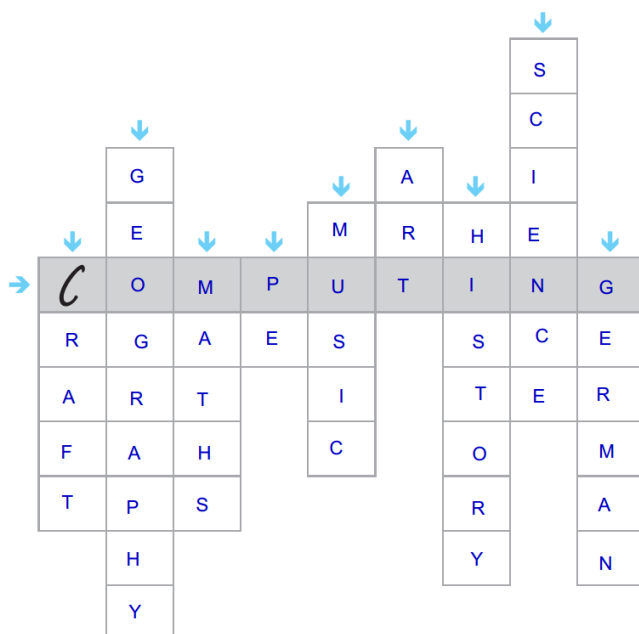 S
C
G A I
E M R H E
C O M P U T I N G
R G A E S S C E
A R T I T E R
F A H C O M
T P S R A
H Y N
Y